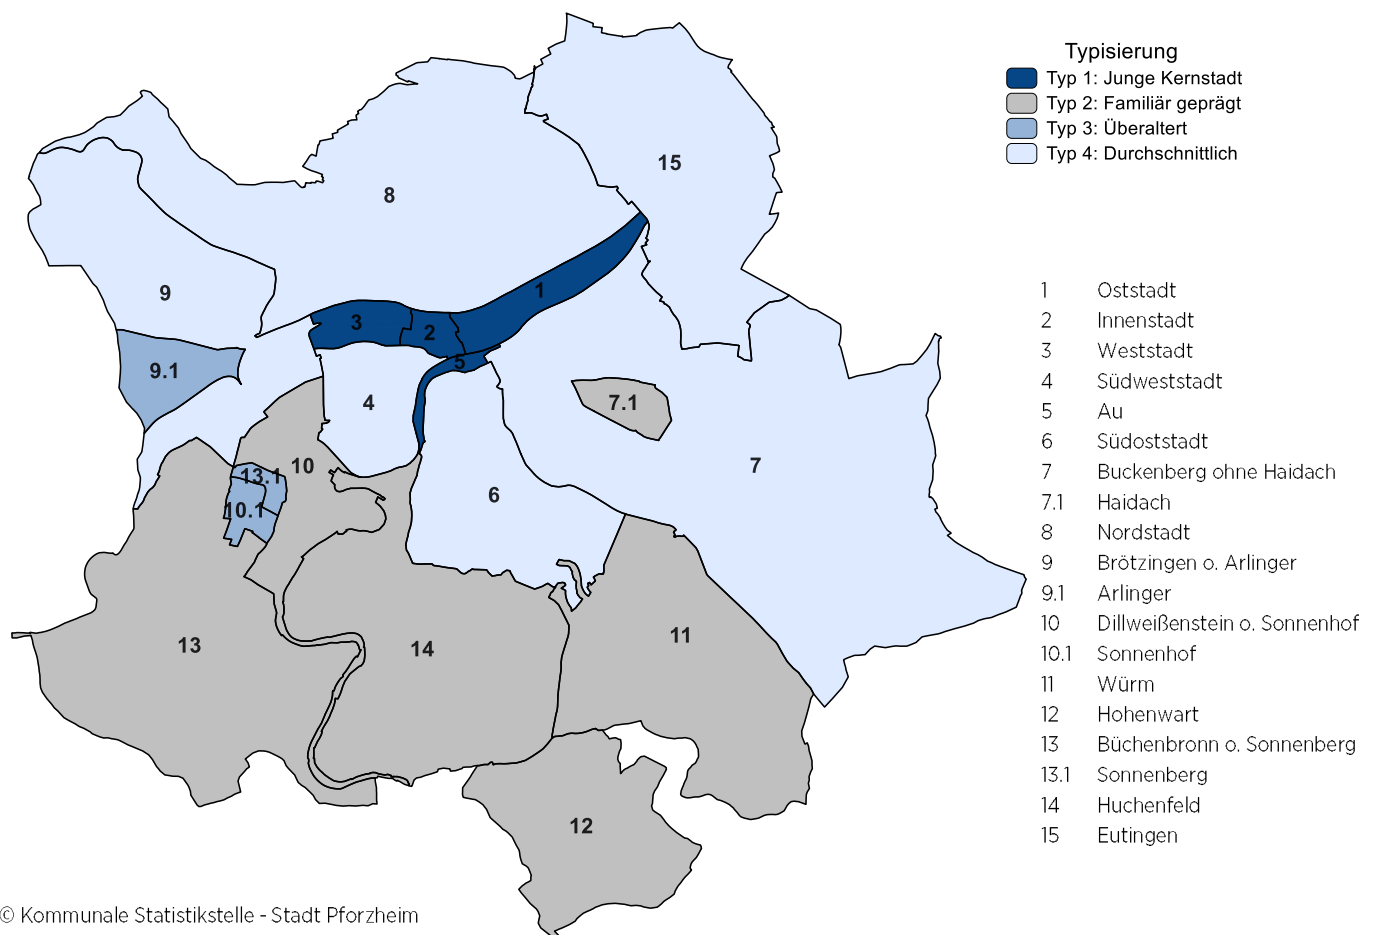 Typisierung
Typ 1: Junge Kernstadt
Typ 2: Familiär geprägt
Typ 3: Überaltert
Typ 4: Durchschnittlich
15
8
9
1
3
2
5
9.1
4
7.1
10
13.1
10.1
6
7
13
14
11
12
1 Oststadt
2 Innenstadt
3 Weststadt
4 Südweststadt
5 Au
6 Südoststadt
7 Buckenberg ohne Haidach
7.1 Haidach
8 Nordstadt
9 Brötzingen o. Arlinger
9.1 Arlinger
10 Dillweißenstein o. Sonnenhof
10.1 Sonnenhof
11 Würm
12 Hohenwart
13 Büchenbronn o. Sonnenberg
13.1 Sonnenberg
14 Huchenfeld
15 Eutingen
© Kommunale Statistikstelle - Stadt Pforzheim